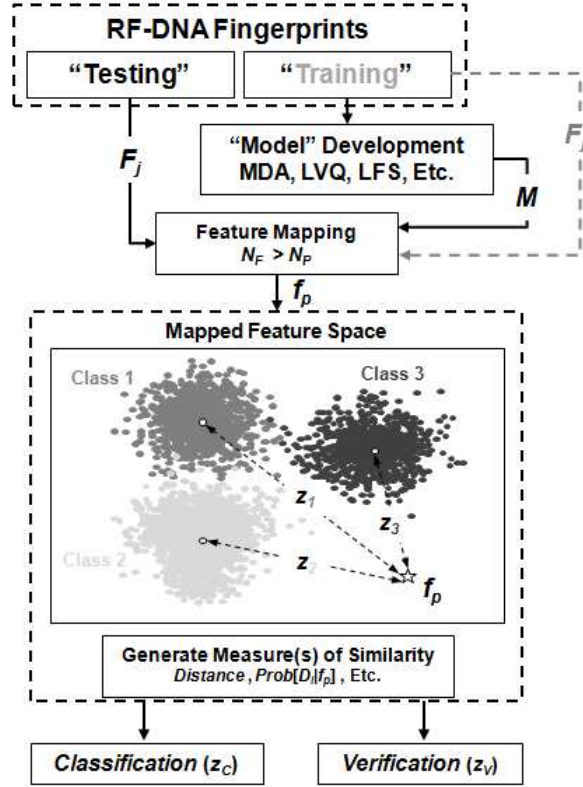 RF-DNA Fingerprints
“Testing”
“Training”
“Model” Development
MDA, LVQ, LFS, Etc.
F_j
F_j
M
Feature Mapping
N_F > N_P
f_p
Mapped Feature Space
Class 1
Class 3
z_1
z_3
Class 2
z_2
f_p
Generate Measure(s) of Similarity
Distance, Prob[D_i|f_p], Etc.
Classification (z_C)
Verification (z_V)